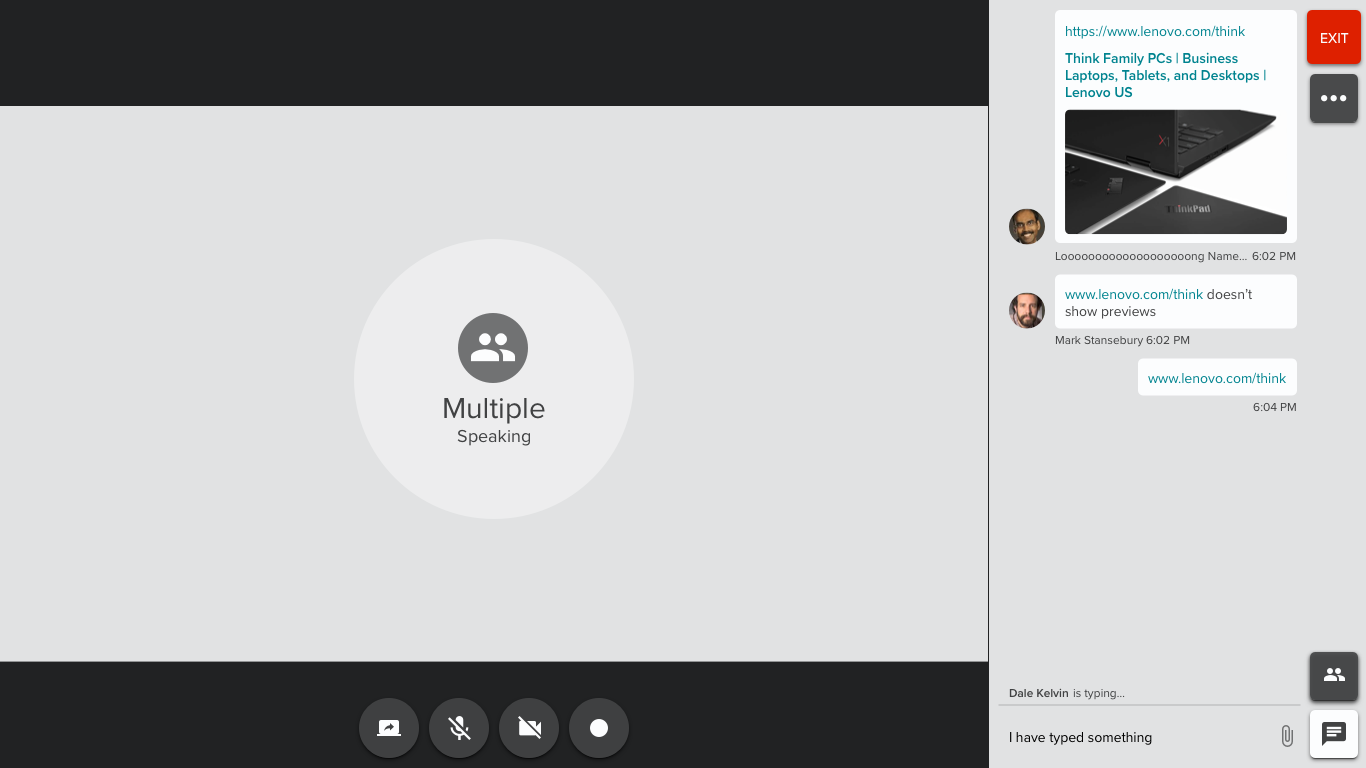 Multiple
Speaking
https://www.lenovo.com/think
Think Family PCs | Business
Laptops, Tablets, and Desktops |
Lenovo US
X1
ThinkPad
Looooooooooooooooooong Name... 6:02 PM
www.lenovo.com/think doesn't
show previews
Mark Stansebury 6:02 PM
www.lenovo.com/think
6:04 PM
Dale Kelvin is typing...
I have typed something
EXIT